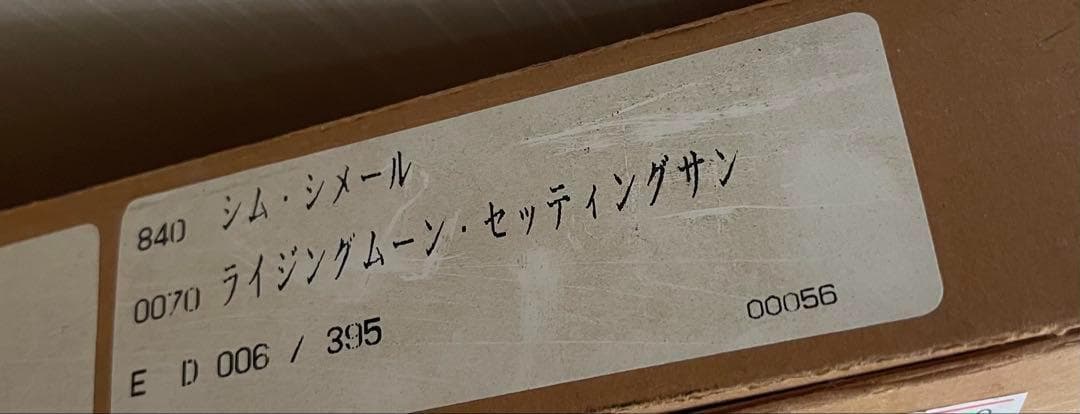 840 シム・シメール
0070 ライジングムーン・セッティングサン
E D 006 / 395
00056